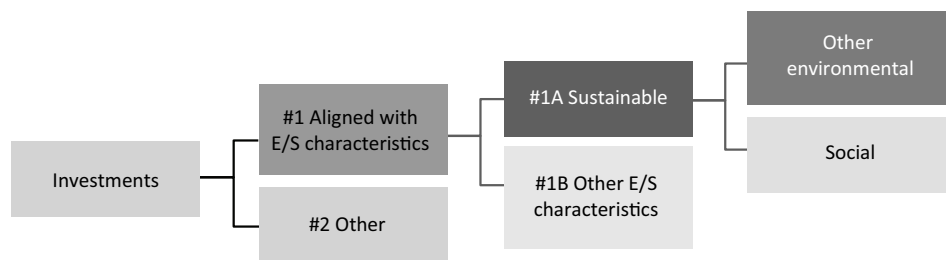 Investments
#1 Aligned with
E/S characteristics
#2 Other
#1A Sustainable
#1B Other E/S
characteristics
Other
environmental
Social